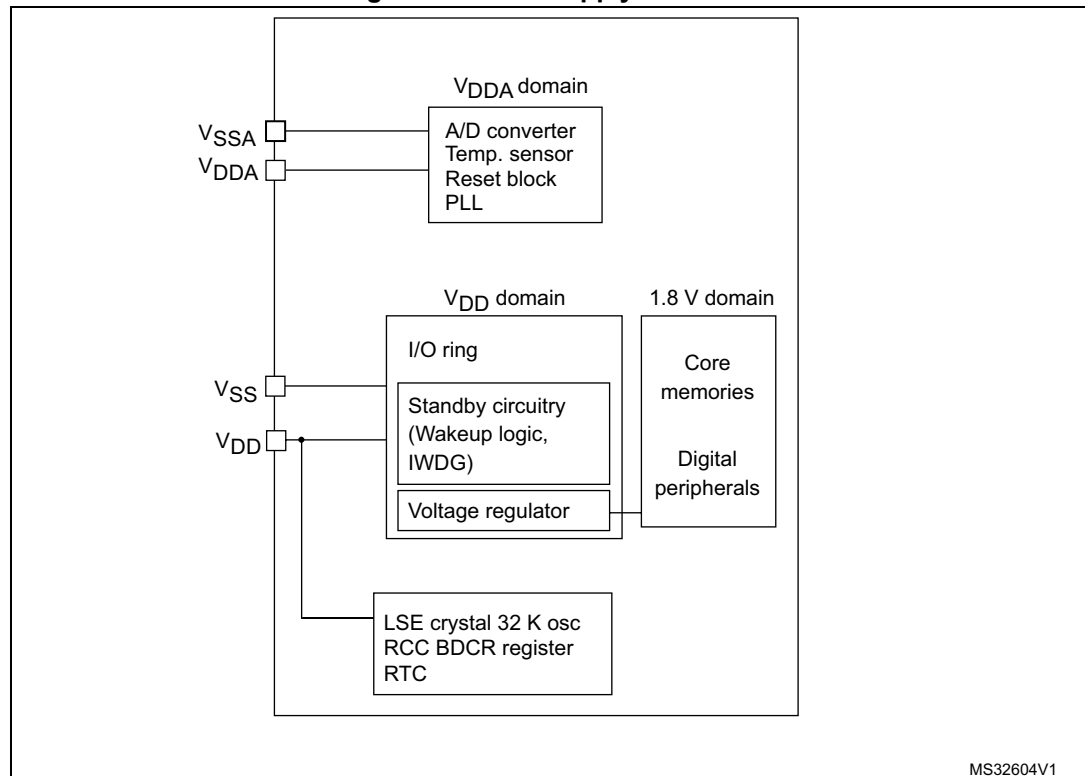 VDDA domain
VSSA
VDDA
A/D converter
Temp. sensor
Reset block
PLL
VDD domain
1.8 V domain
I/O ring
Core
memories
VSS
VDD
Standby circuitry
(Wakeup logic,
IWDG)
Digital
peripherals
Voltage regulator
LSE crystal 32 K osc
RCC BDCR register
RTC
MS32604V1